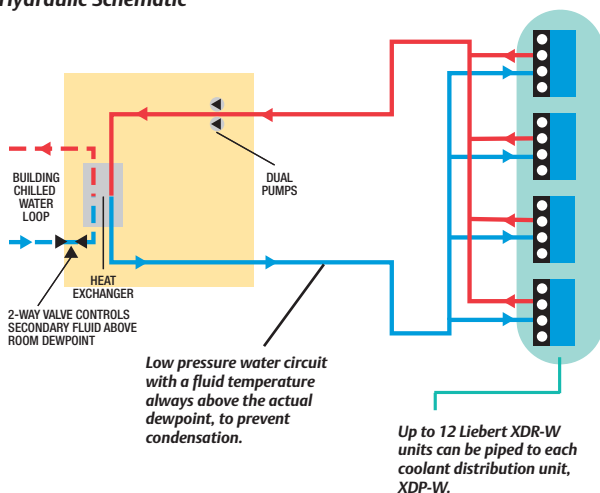 Hydraulic Schematic
BUILDING
CHILLED
WATER
LOOP
DUAL
PUMPS
HEAT
EXCHANGER
2-WAY VALVE CONTROLS
SECONDARY FLUID ABOVE
ROOM DEWPOINT
Low pressure water circuit
with a fluid temperature
always above the actual
dewpoint, to prevent
condensation.
Up to 12 Liebert XDR-W
units can be piped to each
coolant distribution unit,
XDP-W.